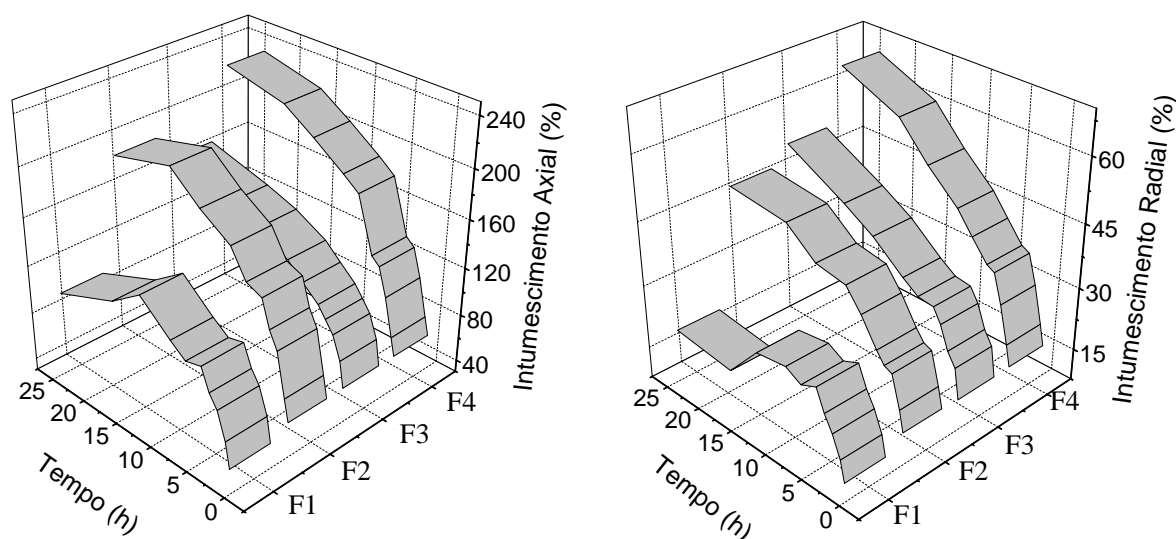 240
200
160
120
80
40
Intumescimento Axial (%)
25
20
15
10
5
0
Tempo (h)
F1
F2
F3
F4
60
45
30
15
Intumescimento Radial (%)
25
20
15
10
5
0
Tempo (h)
F1
F2
F3
F4